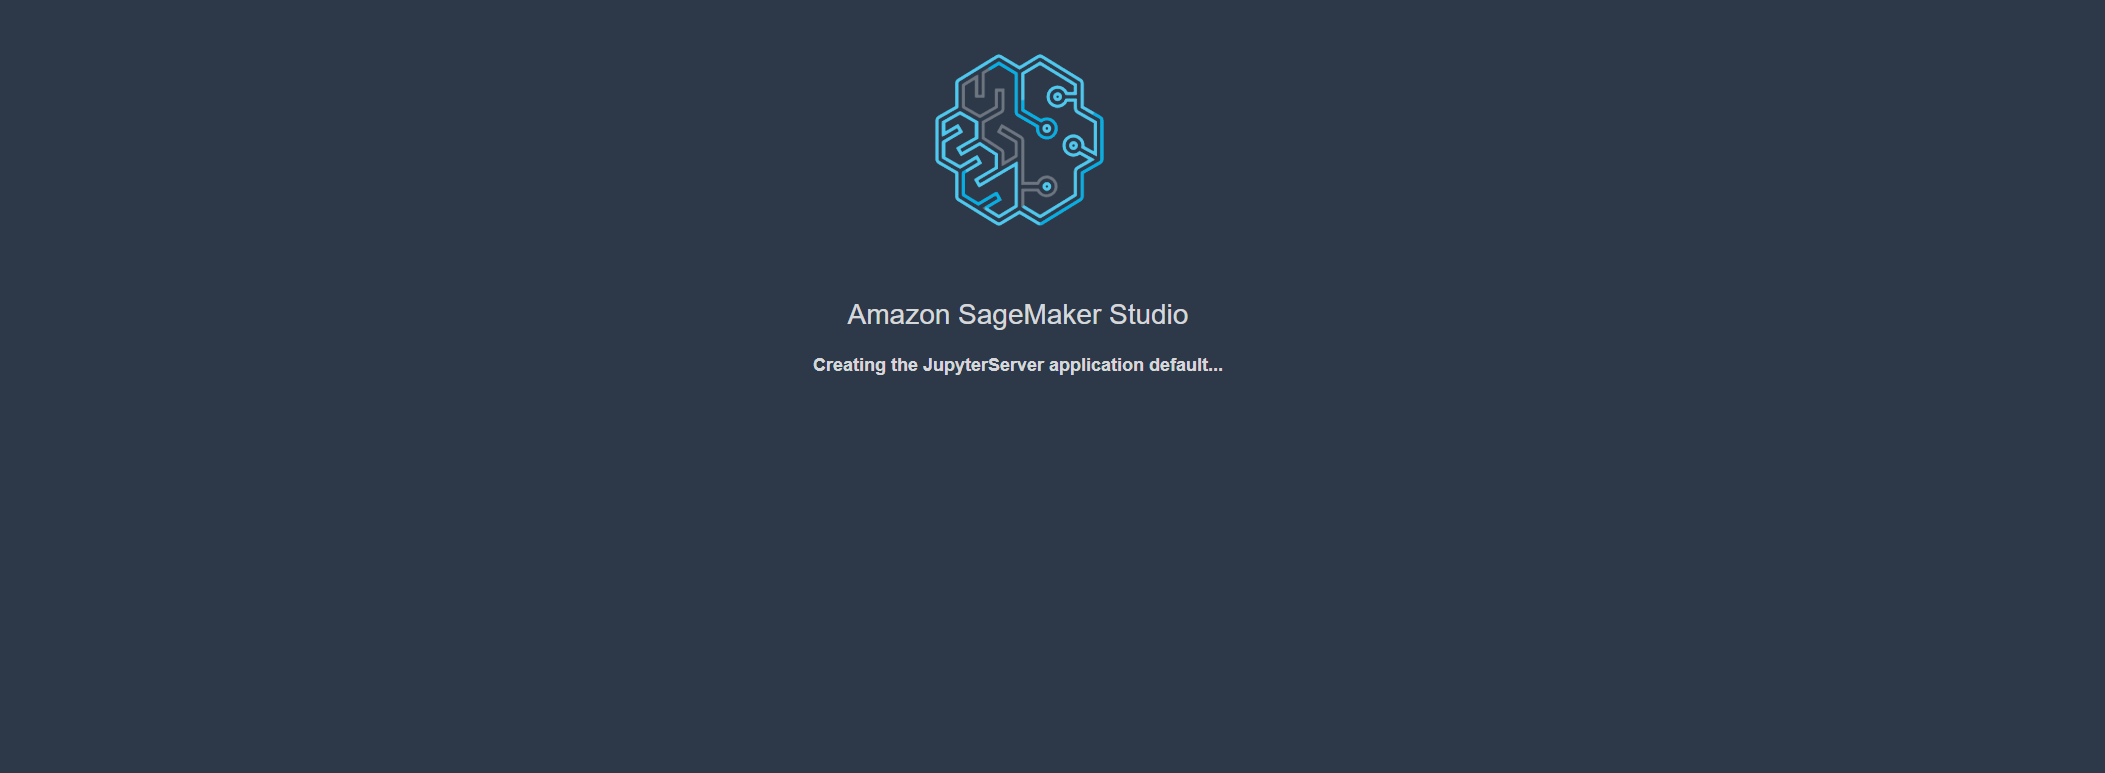 Amazon SageMaker Studio
Creating the JupyterServer application default...